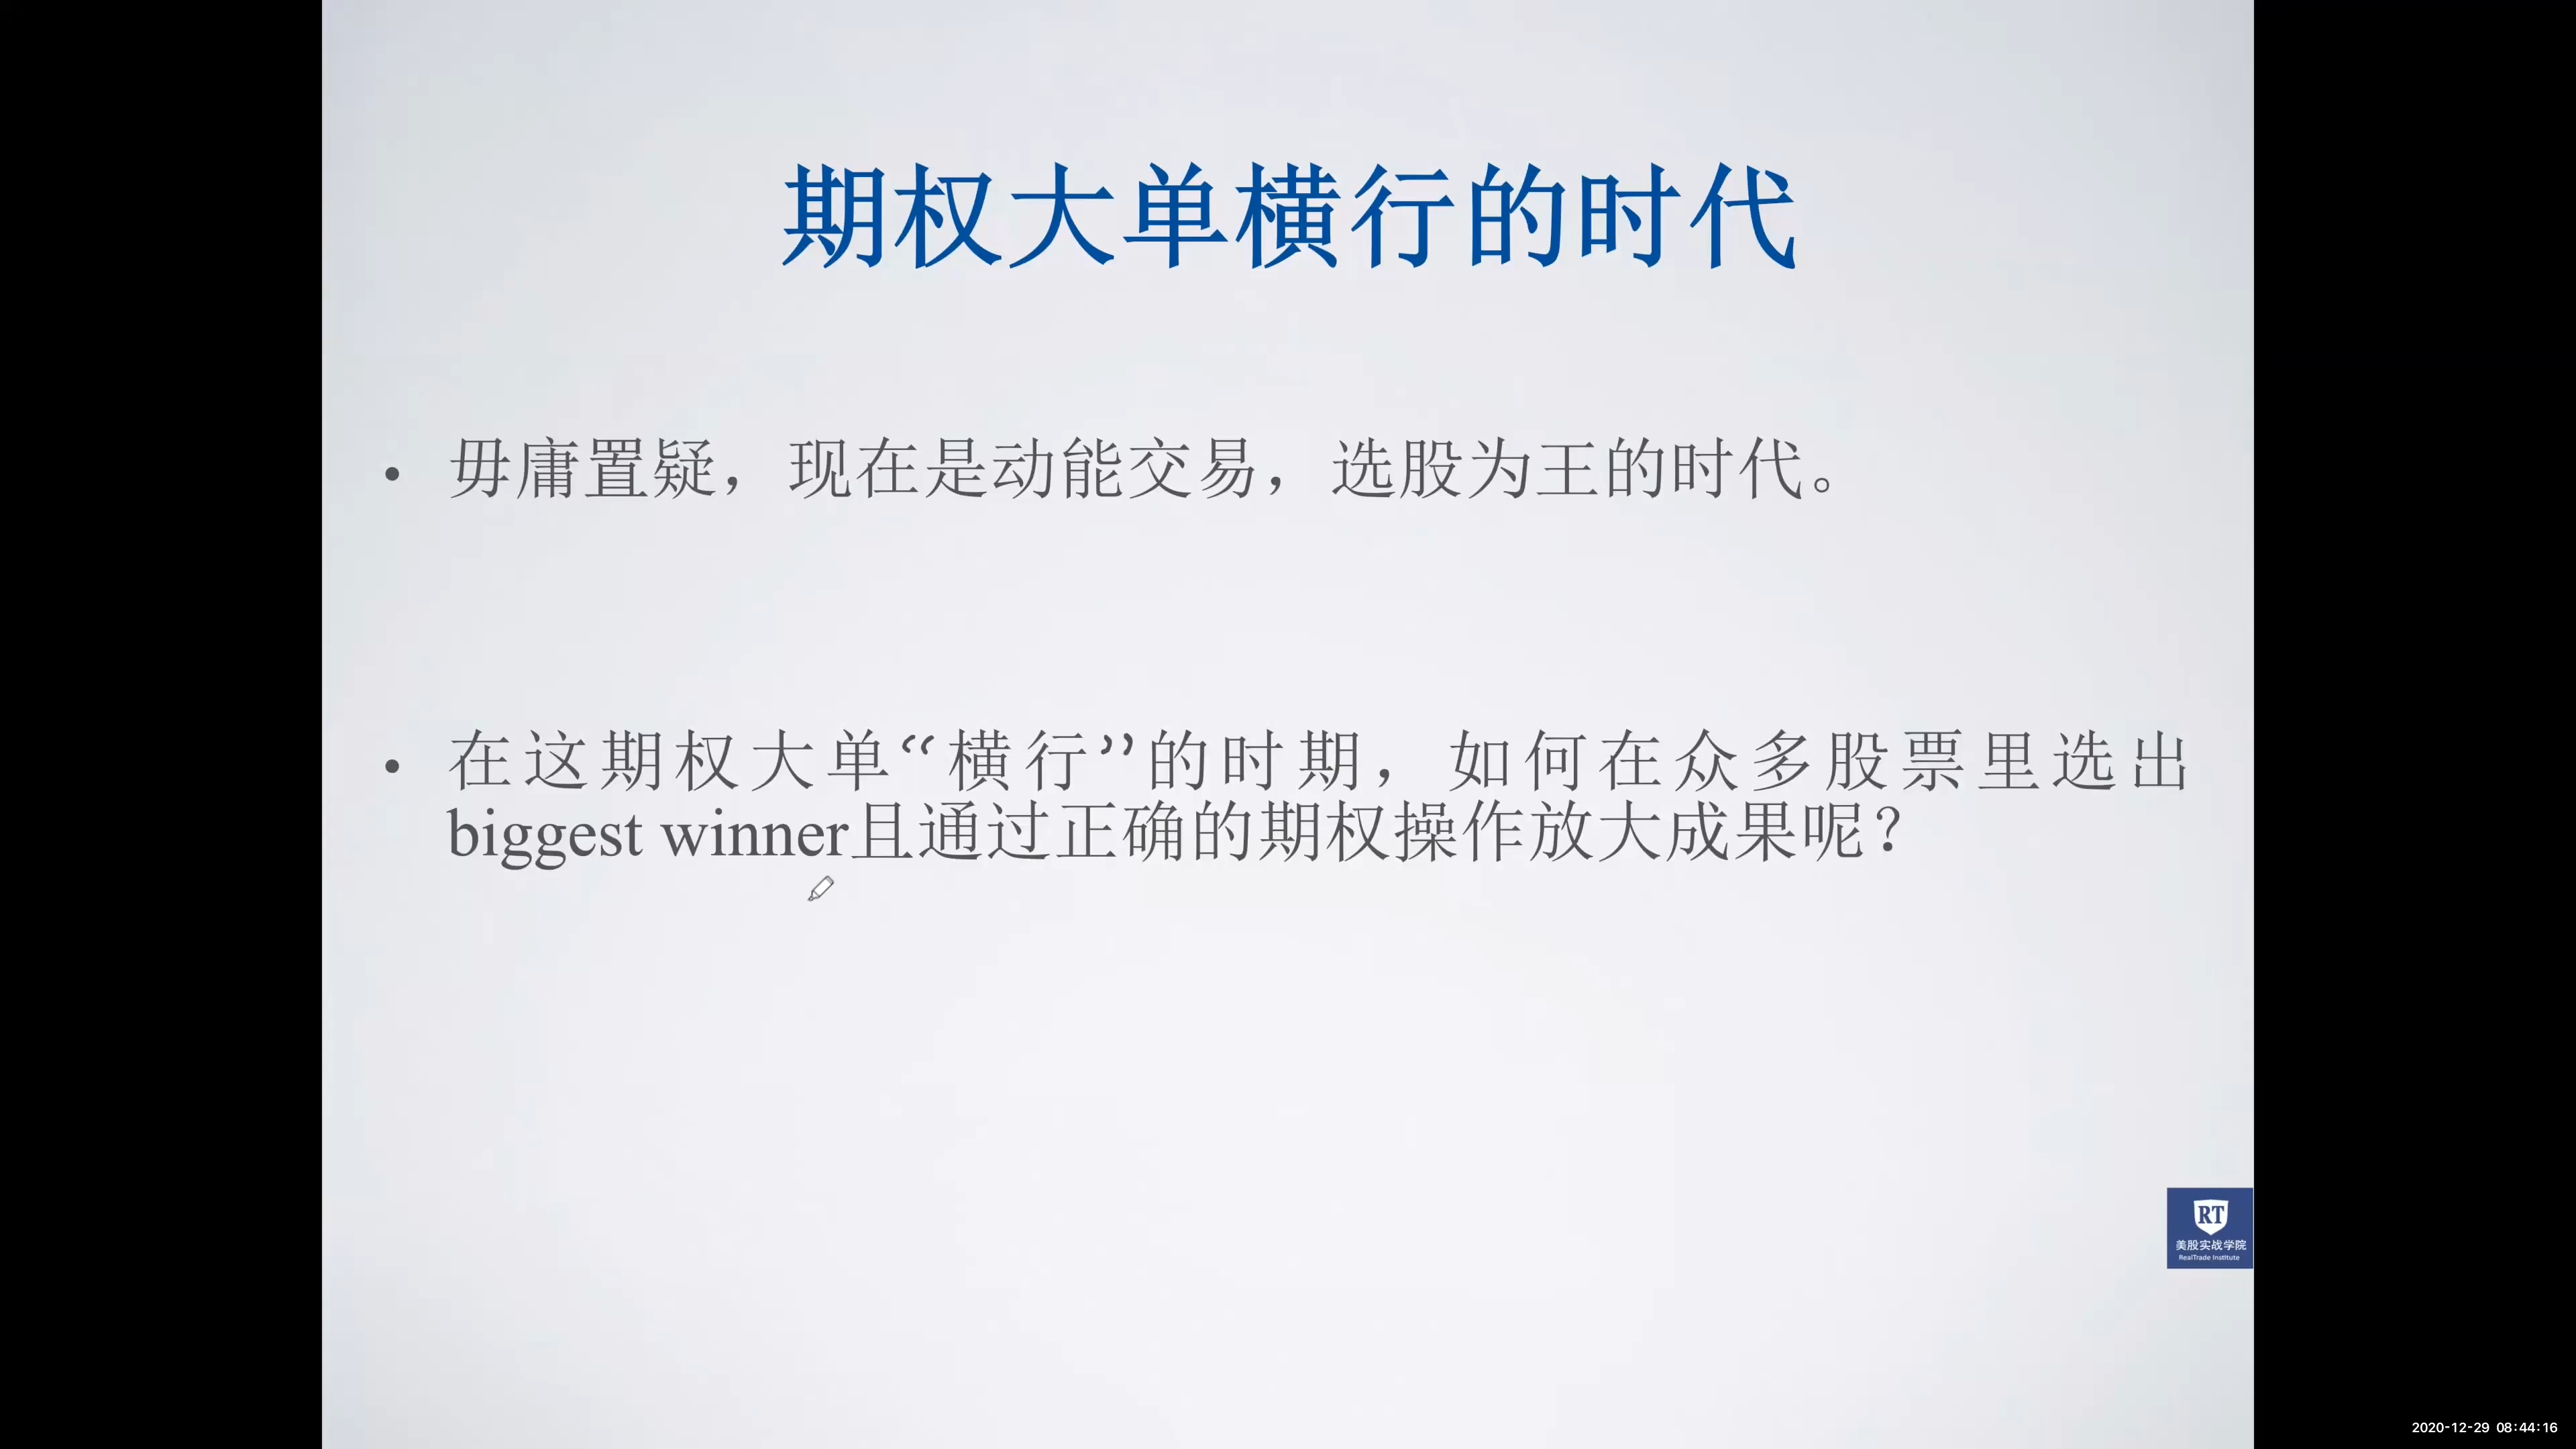 期权大单横行的时代
• 毋庸置疑，现在是动能交易，选股为王的时代。
• 在这期权大单“横行”的时期，如何在众多股票里选出
biggest winner且通过正确的期权操作放大成果呢？
RT
美股实战学院
RealTrade Institute
2020-12-29 08:44:16